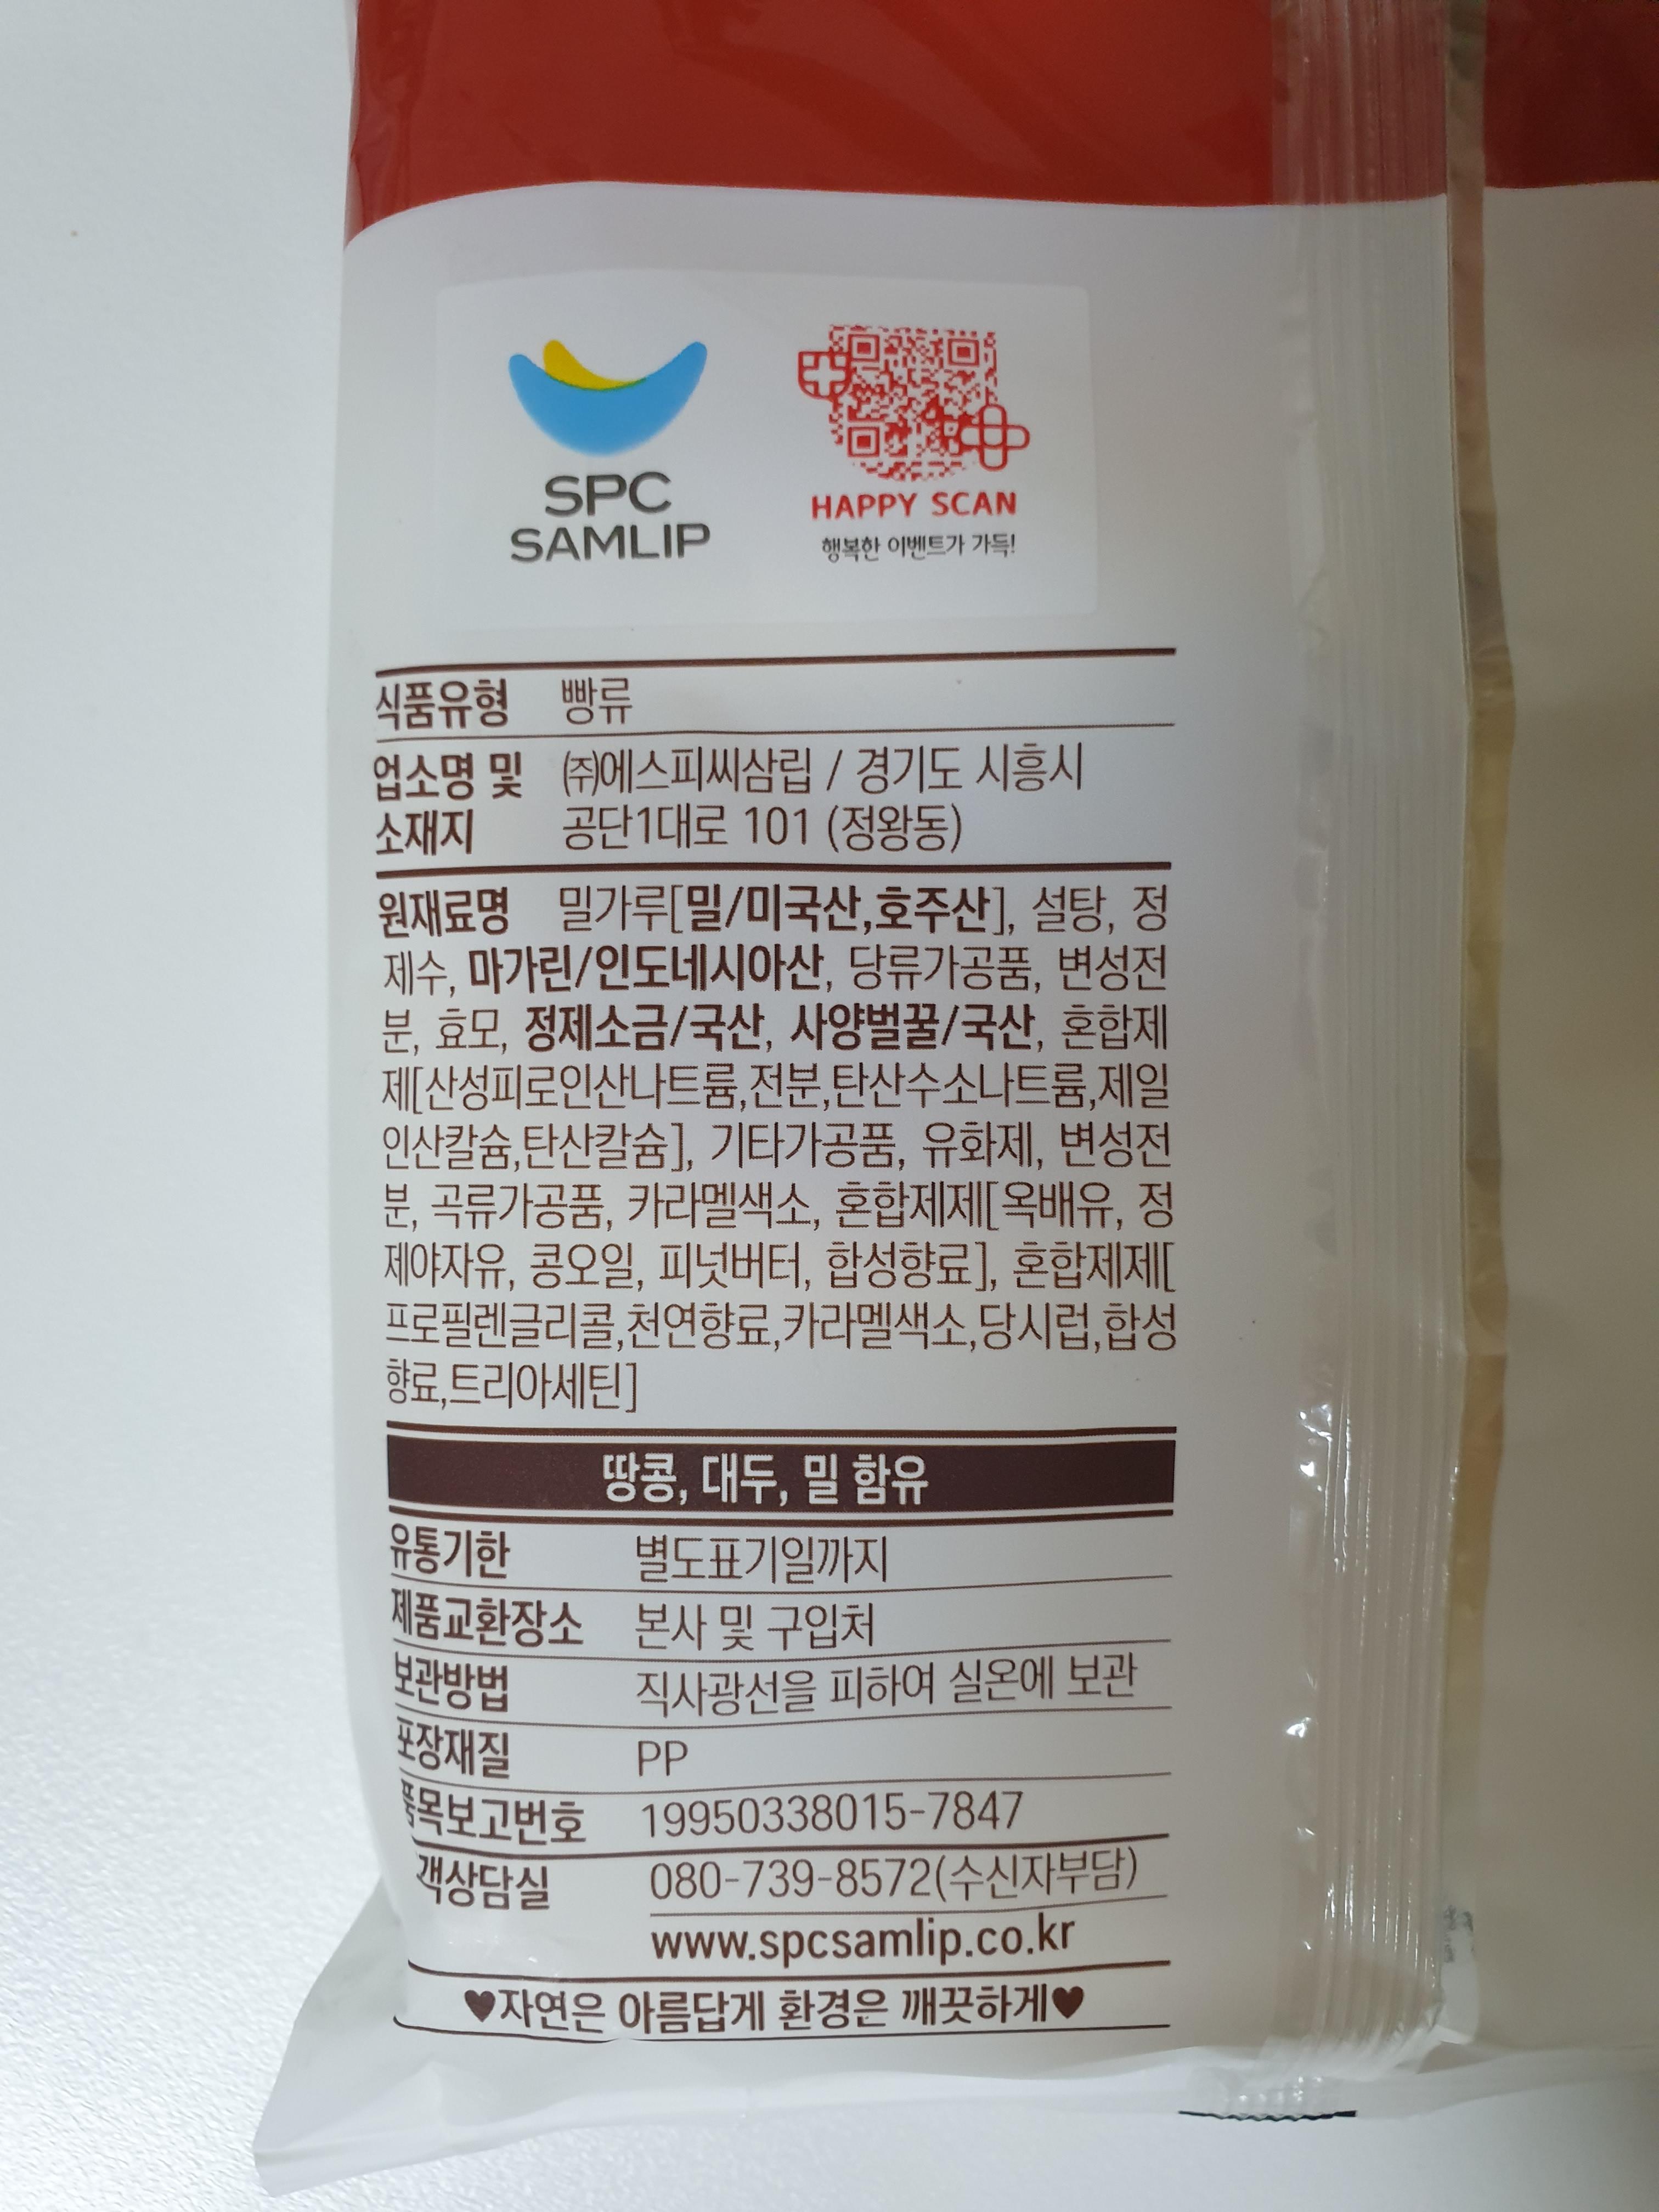 SPC
SAMLIP
HAPPY SCAN
행복한 이벤트가 가득!
식품유형 빵류
업소명 및 ㈜에스피씨삼립 / 경기도 시흥시
소재지 공단1대로 101 (정왕동)
원재료명 밀가루[밀/미국산,호주산], 설탕, 정
제수, 마가린/인도네시아산, 당류가공품, 변성전
분, 효모, 정제소금/국산, 사양벌꿀/국산, 혼합제
제[산성피로인산나트륨,전분,탄산수소나트륨,제일
인산칼슘,탄산칼슘], 기타가공품, 유화제, 변성전
분, 곡류가공품, 카라멜색소, 혼합제제[옥배유, 정
제야자유, 콩오일, 피넛버터, 합성향료], 혼합제제[
프로필렌글리콜,천연향료,카라멜색소,당시럽,합성
향료,트리아세틴]
땅콩, 대두, 밀 함유
유통기한 별도표기일까지
제품교환장소 본사 및 구입처
보관방법 직사광선을 피하여 실온에 보관
포장재질 PP
품목보고번호 19950338015-7847
객상담실 080-739-8572(수신자부담)
www.spcsamlip.co.kr
♥자연은 아름답게 환경은 깨끗하게♥